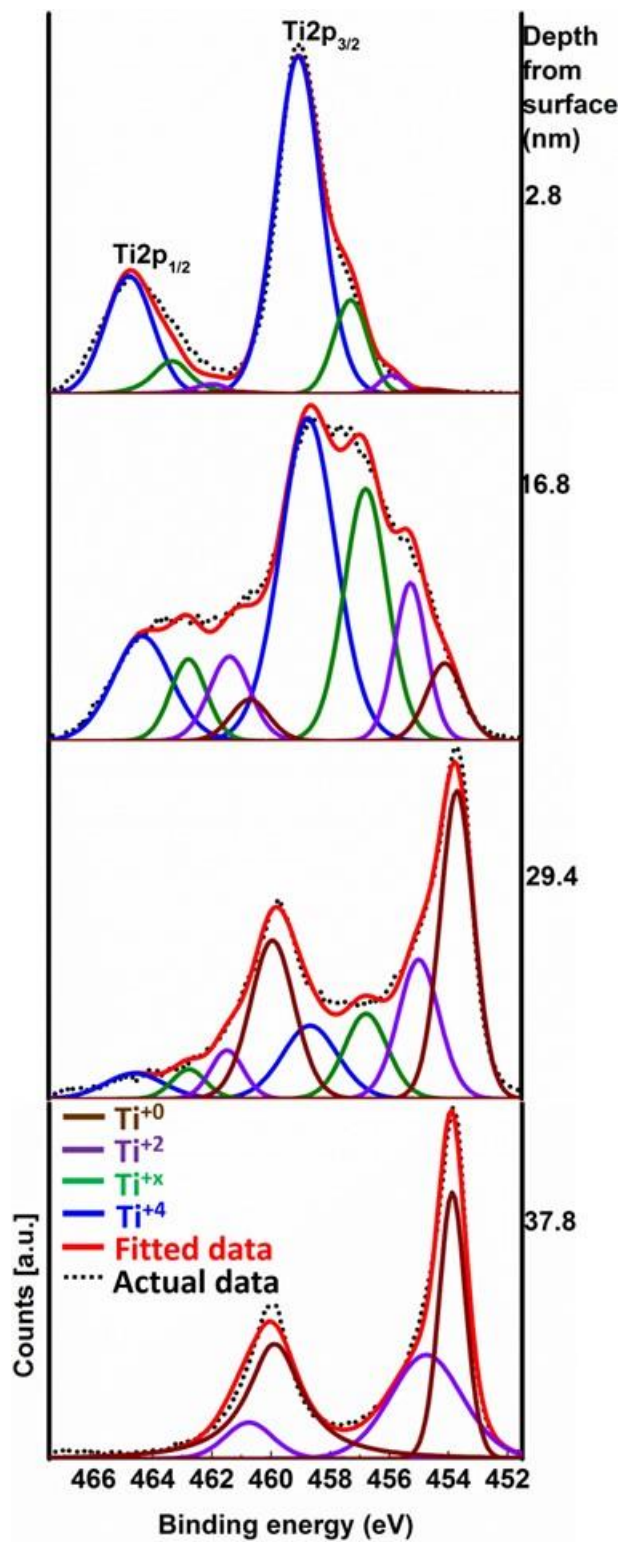 Ti2p3/2
Depth
from
surface
(nm)
2.8
Ti2p1/2
16.8
29.4
Ti+0
Ti+2
Ti+x
Ti+4
Fitted data
Actual data
37.8
Counts [a.u.]
466 464 462 460 458 456 454 452
Binding energy (eV)